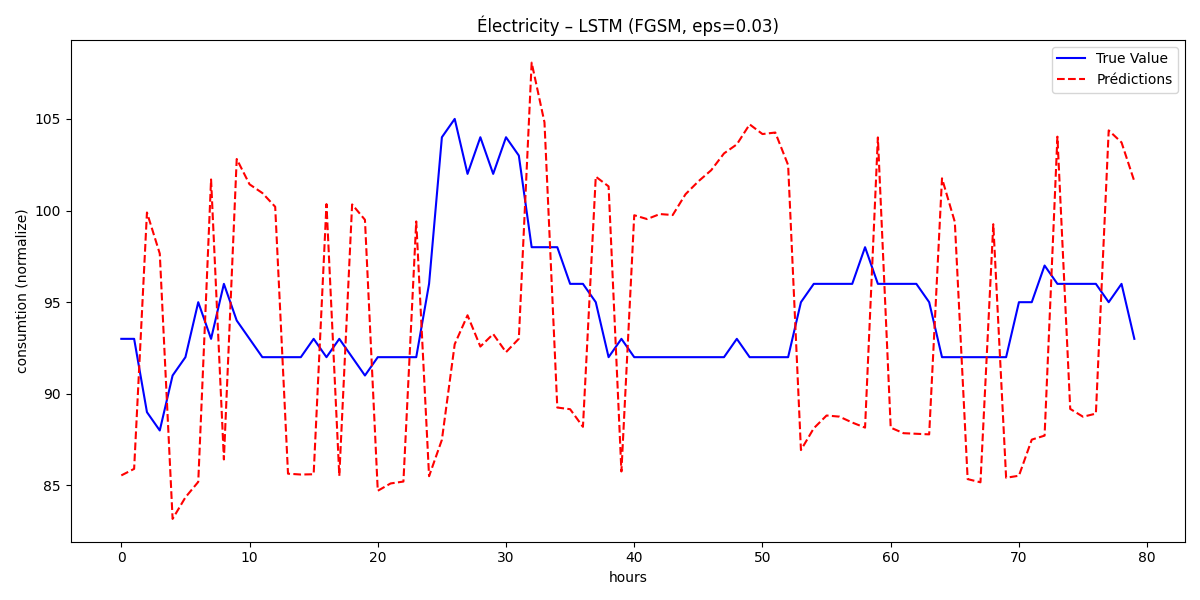 Électricity – LSTM (FGSM, eps=0.03)
True Value
Prédictions
consumtion (normalize)
105
100
95
90
85
0 10 20 30 40 50 60 70 80
hours